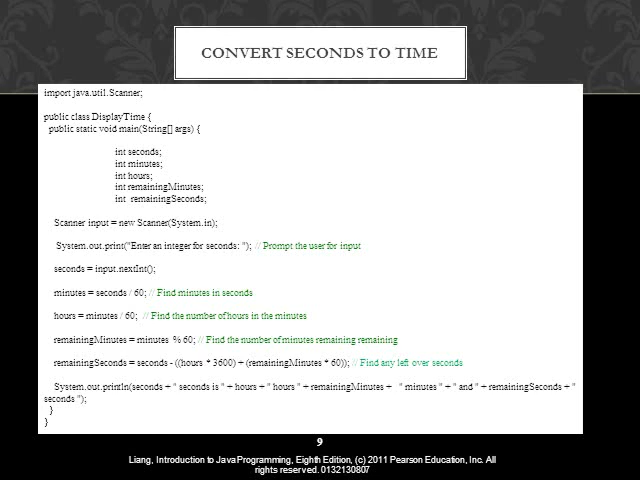 CONVERT SECONDS TO TIME
import java.util.Scanner;
public class DisplayTime {
public static void main(String[] args) {
int seconds;
int minutes;
int hours;
int remainingMinutes;
int remainingSeconds;
Scanner input = new Scanner(System.in);
System.out.print("Enter an integer for seconds: "); // Prompt the user for input
seconds = input.nextInt();
minutes = seconds / 60; // Find minutes in seconds
hours = minutes / 60; // Find the number of hours in the minutes
remainingMinutes = minutes % 60; // Find the number of minutes remaining remaining
remainingSeconds = seconds - ((hours * 3600) + (remainingMinutes * 60)); // Find any left over seconds
System.out.println(seconds + " seconds is " + hours + " hours " + remainingMinutes + " minutes " + " and " + remainingSeconds + "
seconds ");
}
}
9
Liang, Introduction to Java Programming, Eighth Edition, (c) 2011 Pearson Education, Inc. All
rights reserved. 0132130807